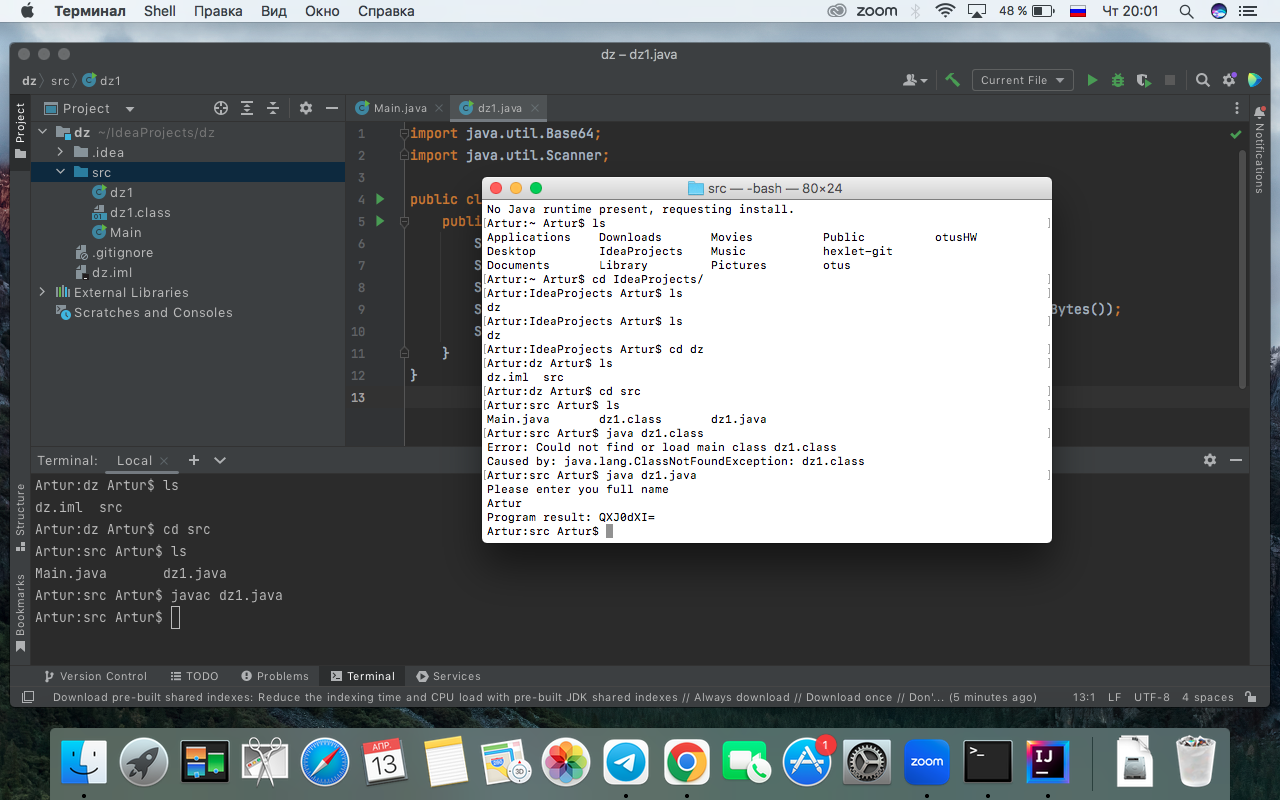 Терминал Shell Правка Вид Окно Справка zoom 48 % Чт 20:01
dz – dz1.java
dz src dz1 Current File
Project Main.java dz1.java
Project
dz ~/IdeaProjects/dz
.idea
src
dz1
dz1.class
Main
.gitignore
dz.iml
External Libraries
Scratches and Consoles
Notifications
1 import java.util.Base64;
2 import java.util.Scanner;
3
4 public cl
5 publi
6 S
7 S
8 S
9 S Bytes());
10 S
11 }
12 }
13
src — -bash — 80×24
No Java runtime present, requesting install.
[Artur:~ Artur$ ls ]
Applications Downloads Movies Public otusHW
Desktop IdeaProjects Music hexlet-git
Documents Library Pictures otus
[Artur:~ Artur$ cd IdeaProjects/ ]
[Artur:IdeaProjects Artur$ ls ]
dz
[Artur:IdeaProjects Artur$ ls ]
dz
[Artur:IdeaProjects Artur$ cd dz ]
[Artur:dz Artur$ ls ]
dz.iml src
[Artur:dz Artur$ cd src ]
[Artur:src Artur$ ls ]
Main.java dz1.class dz1.java
[Artur:src Artur$ java dz1.class ]
Error: Could not find or load main class dz1.class
Caused by: java.lang.ClassNotFoundException: dz1.class
[Artur:src Artur$ java dz1.java ]
Please enter you full name
Artur
Program result: QXJ0dXI=
Artur:src Artur$
Terminal: Local
Artur:dz Artur$ ls
dz.iml src
Artur:dz Artur$ cd src
Artur:src Artur$ ls
Main.java dz1.java
Artur:src Artur$ javac dz1.java
Artur:src Artur$
Structure
Bookmarks
Version Control TODO Problems Terminal Services
Download pre-built shared indexes: Reduce the indexing time and CPU load with pre-built JDK shared indexes // Always download // Download once // Don'... (5 minutes ago) 13:1 LF UTF-8 4 spaces
АПР.
13
280
3D
1
zoom
>_
IJ